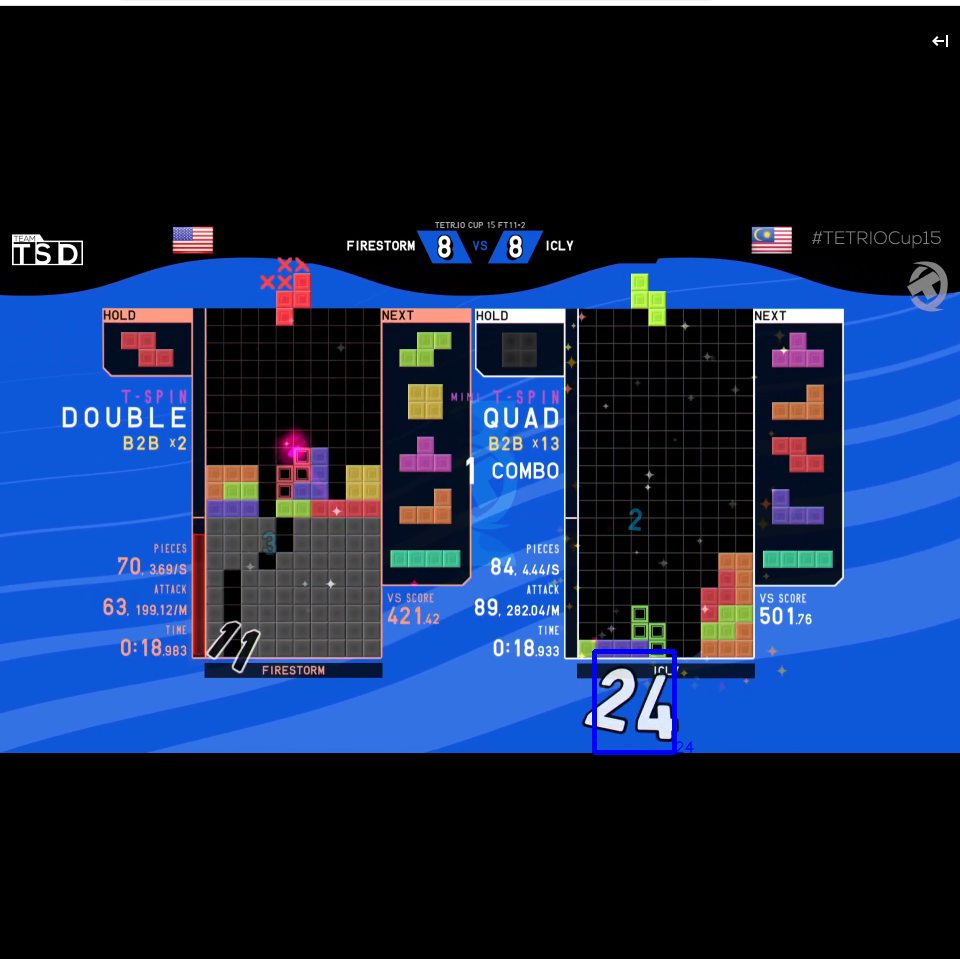 TEAM
TSD
TETR.IO CUP 15 FT11-2
FIRESTORM 8 VS 8 ICLY
#TETRIOCup15
HOLD
NEXT
T-SPIN
DOUBLE
B2B ×2
3
PIECES
70, 3.69/S
ATTACK
63, 199.12/M
TIME
0:18.983
VS SCORE
421.42
11
FIRESTORM
HOLD
NEXT
MINI T-SPIN
QUAD
B2B ×13
1 COMBO
2
PIECES
84, 4.44/S
ATTACK
89, 282.04/M
TIME
0:18.933
VS SCORE
501.76
ICLY
24
24